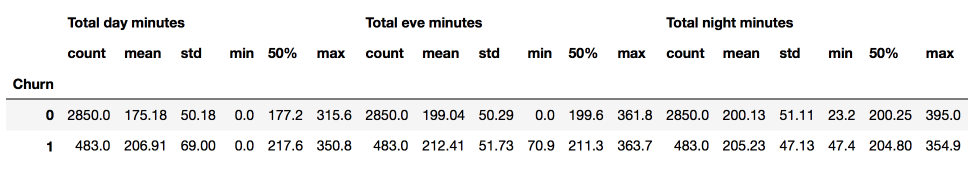 Total day minutes Total eve minutes Total night minutes
count mean std min 50% max count mean std min 50% max count mean std min 50% max
Churn
0 2850.0 175.18 50.18 0.0 177.2 315.6 2850.0 199.04 50.29 0.0 199.6 361.8 2850.0 200.13 51.11 23.2 200.25 395.0
1 483.0 206.91 69.00 0.0 217.6 350.8 483.0 212.41 51.73 70.9 211.3 363.7 483.0 205.23 47.13 47.4 204.80 354.9